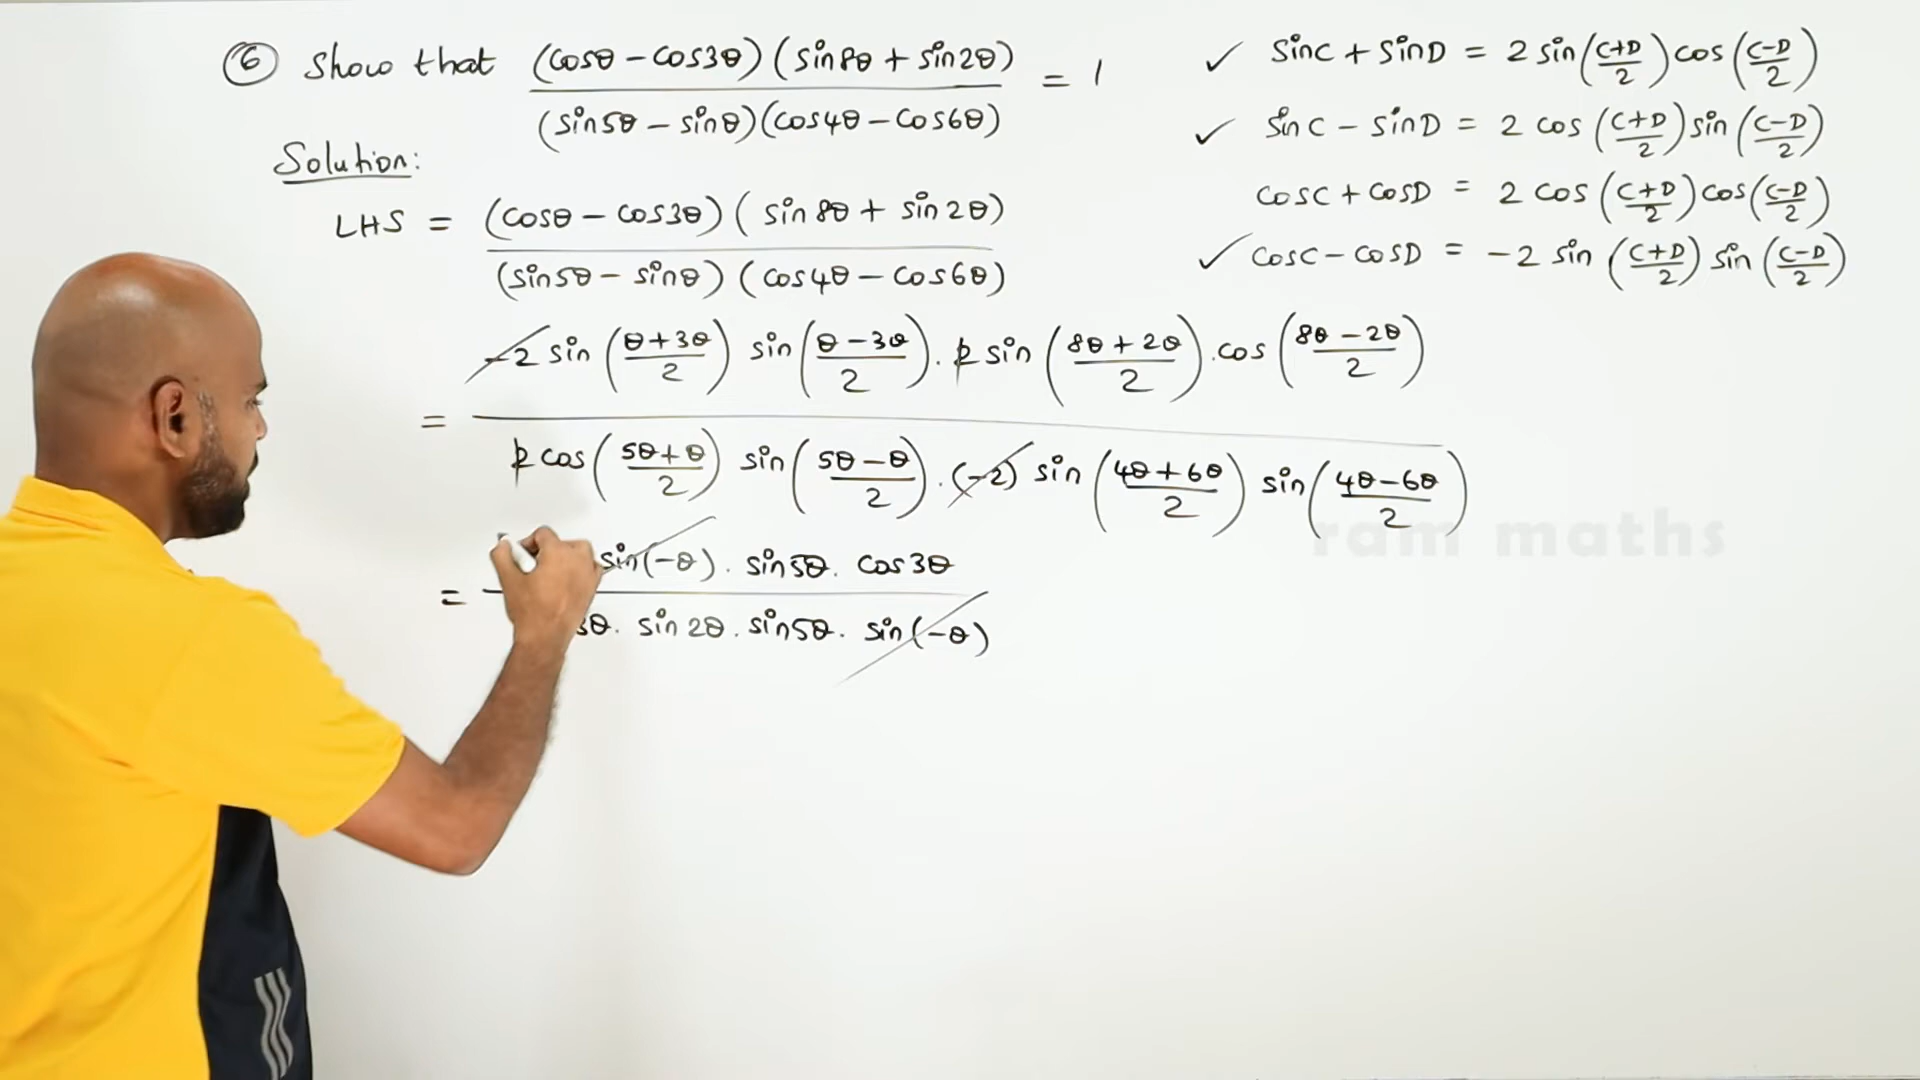 ⑥ Show that (cosθ – cos3θ)(sin8θ + sin2θ) / (sin5θ – sinθ)(cos4θ – cos6θ) = 1
Solution:
LHS = (cosθ – cos3θ)(sin8θ + sin2θ) / (sin5θ – sinθ)(cos4θ – cos6θ)
= -2 sin((θ+3θ)/2) sin((θ-3θ)/2) . 2 sin((8θ+2θ)/2) . cos((8θ-2θ)/2) / 2 cos((5θ+θ)/2) sin((5θ-θ)/2) . (-2) sin((4θ+6θ)/2) sin((4θ-6θ)/2)
= sin(-θ) . sin5θ . cos3θ / 3θ . sin2θ . sin5θ . sin(-θ)
✓ sinC + sinD = 2 sin((C+D)/2) cos((C-D)/2)
✓ sinC – sinD = 2 cos((C+D)/2) sin((C-D)/2)
cosC + cosD = 2 cos((C+D)/2) cos((C-D)/2)
✓ cosC – cosD = -2 sin((C+D)/2) sin((C-D)/2)
ram maths